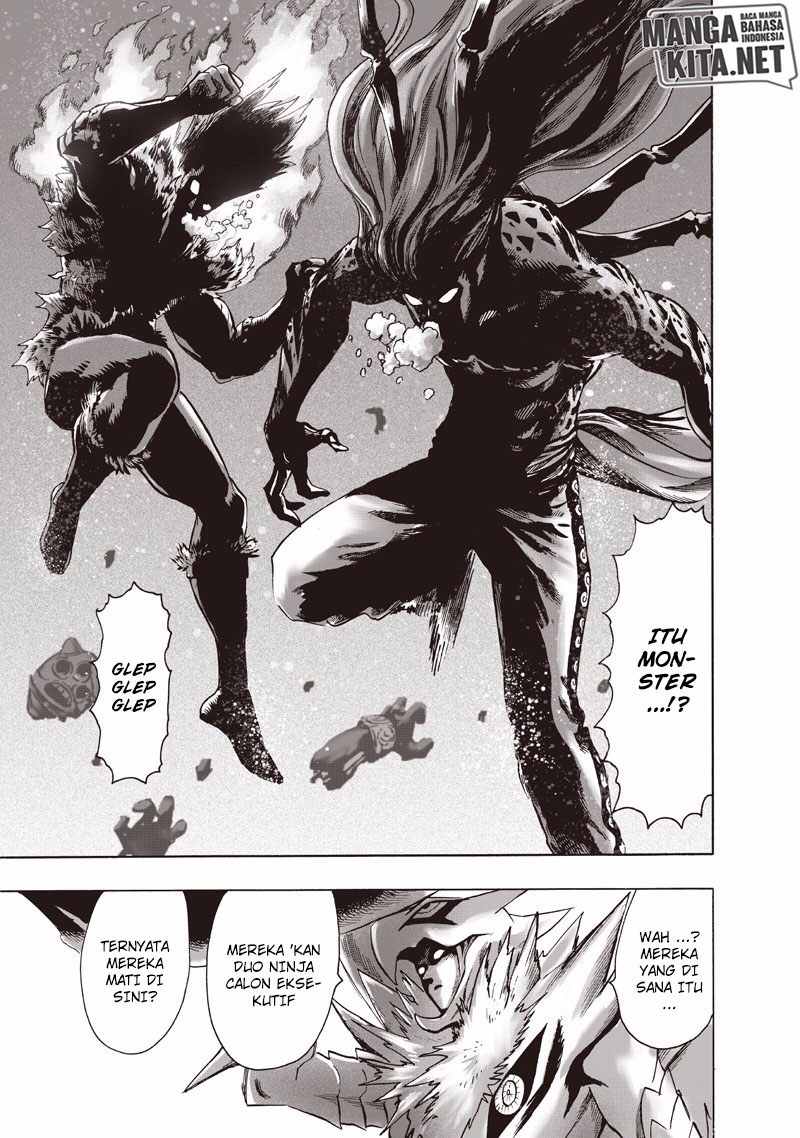 MANGA
KITA.NET
BACA MANGA
BAHASA
INDONESIA
ITU
MON-
STER
...!?
GLEP
GLEP
GLEP
WAH ...?
MEREKA
YANG DI
SANA ITU
...
MEREKA 'KAN
DUO NINJA
CALON EKSE-
KUTIF
TERNYATA
MEREKA
MATI DI
SINI?